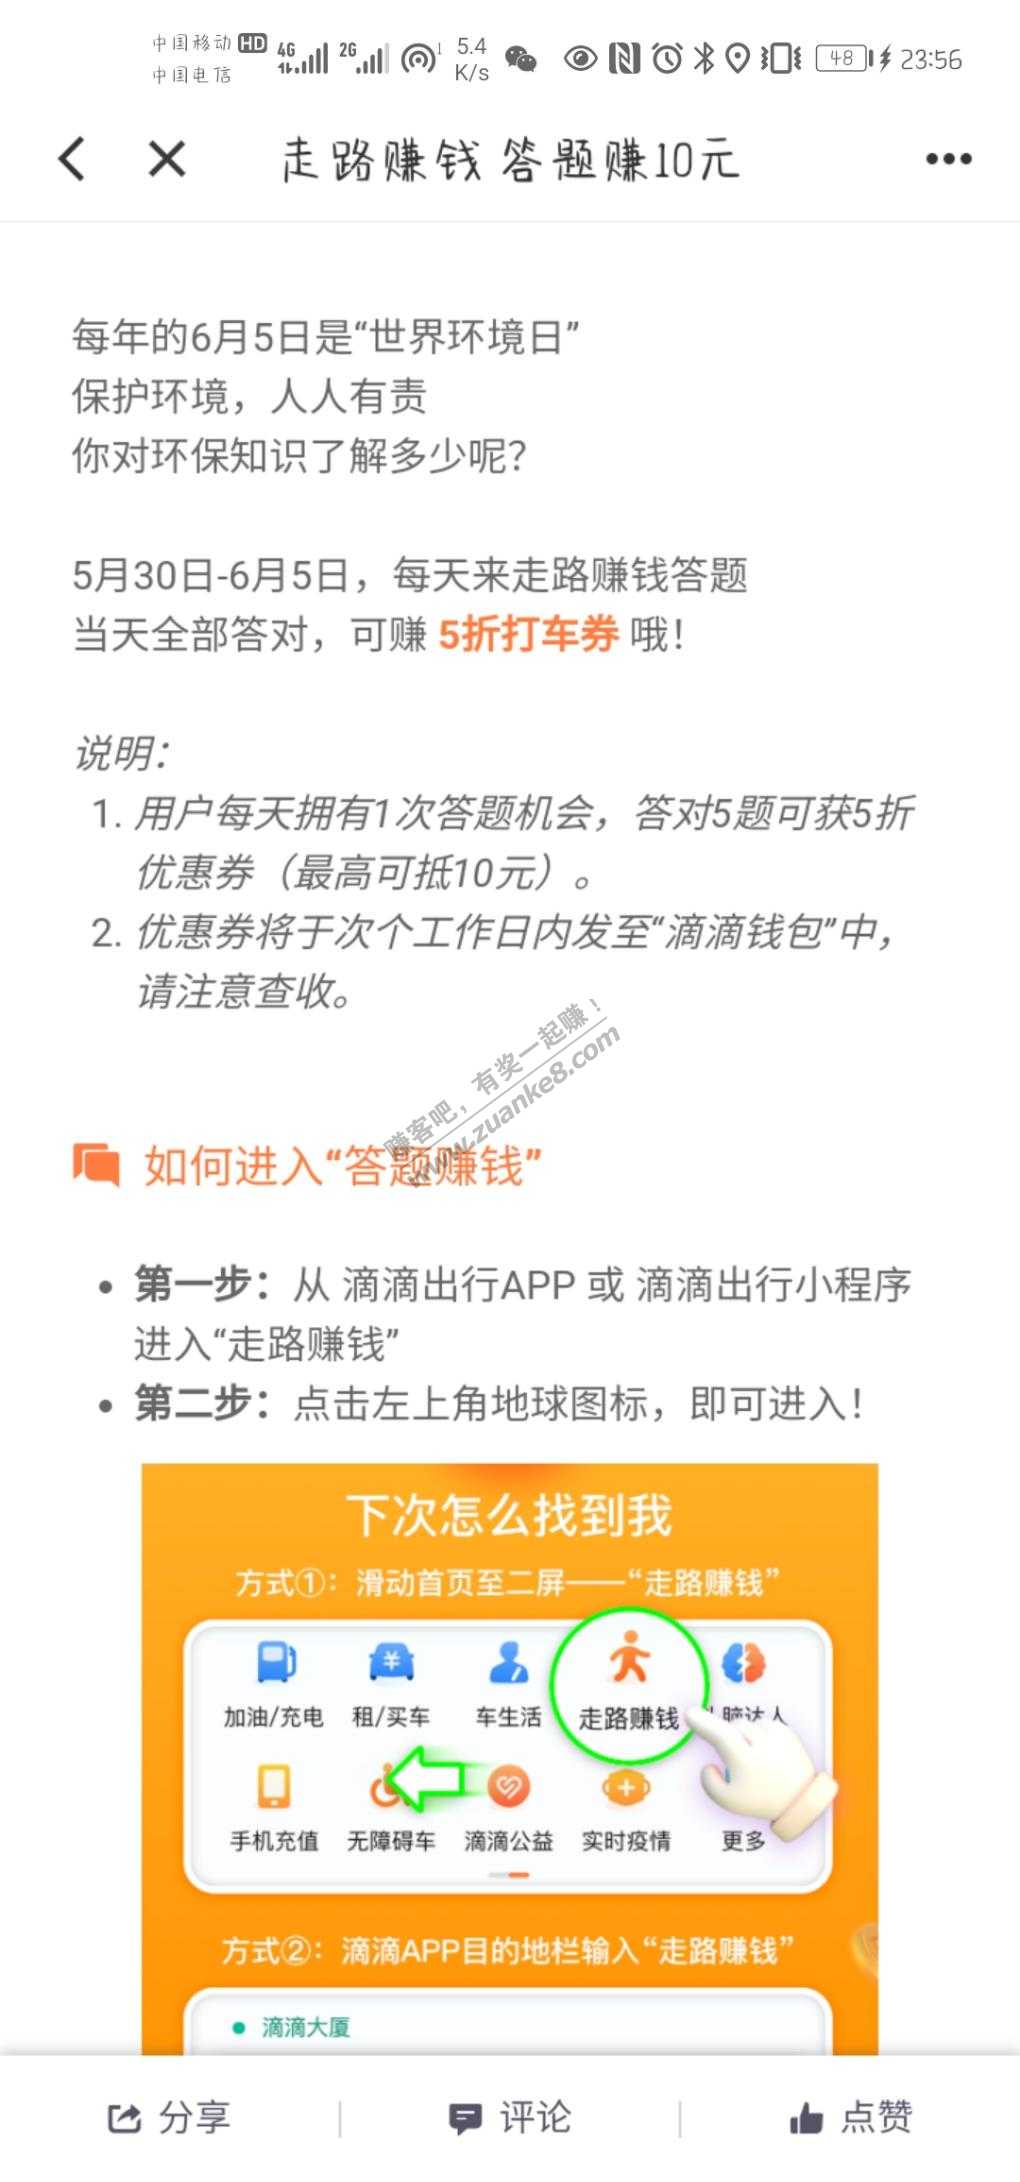 中国移动 HD 4G 2G 1 5.4 48 23:56
中国电信 K/s
走路赚钱 答题赚10元
每年的6月5日是“世界环境日”
保护环境，人人有责
你对环保知识了解多少呢？
5月30日-6月5日，每天来走路赚钱答题
当天全部答对，可赚 5折打车券 哦！
说明：
1. 用户每天拥有1次答题机会，答对5题可获5折
优惠券（最高可抵10元）。
2. 优惠券将于次个工作日内发至“滴滴钱包”中，
请注意查收。
赚客吧，有奖一起赚！
www.zuanke8.com
如何进入“答题赚钱”
• 第一步：从 滴滴出行APP 或 滴滴出行小程序
进入“走路赚钱”
• 第二步：点击左上角地球图标，即可进入！
下次怎么找到我
方式①：滑动首页至二屏——“走路赚钱”
加油/充电 租/买车 车生活 走路赚钱 脑达人
手机充值 无障碍车 滴滴公益 实时疫情 更多
方式②：滴滴APP目的地栏输入“走路赚钱”
滴滴大厦
分享 评论 点赞